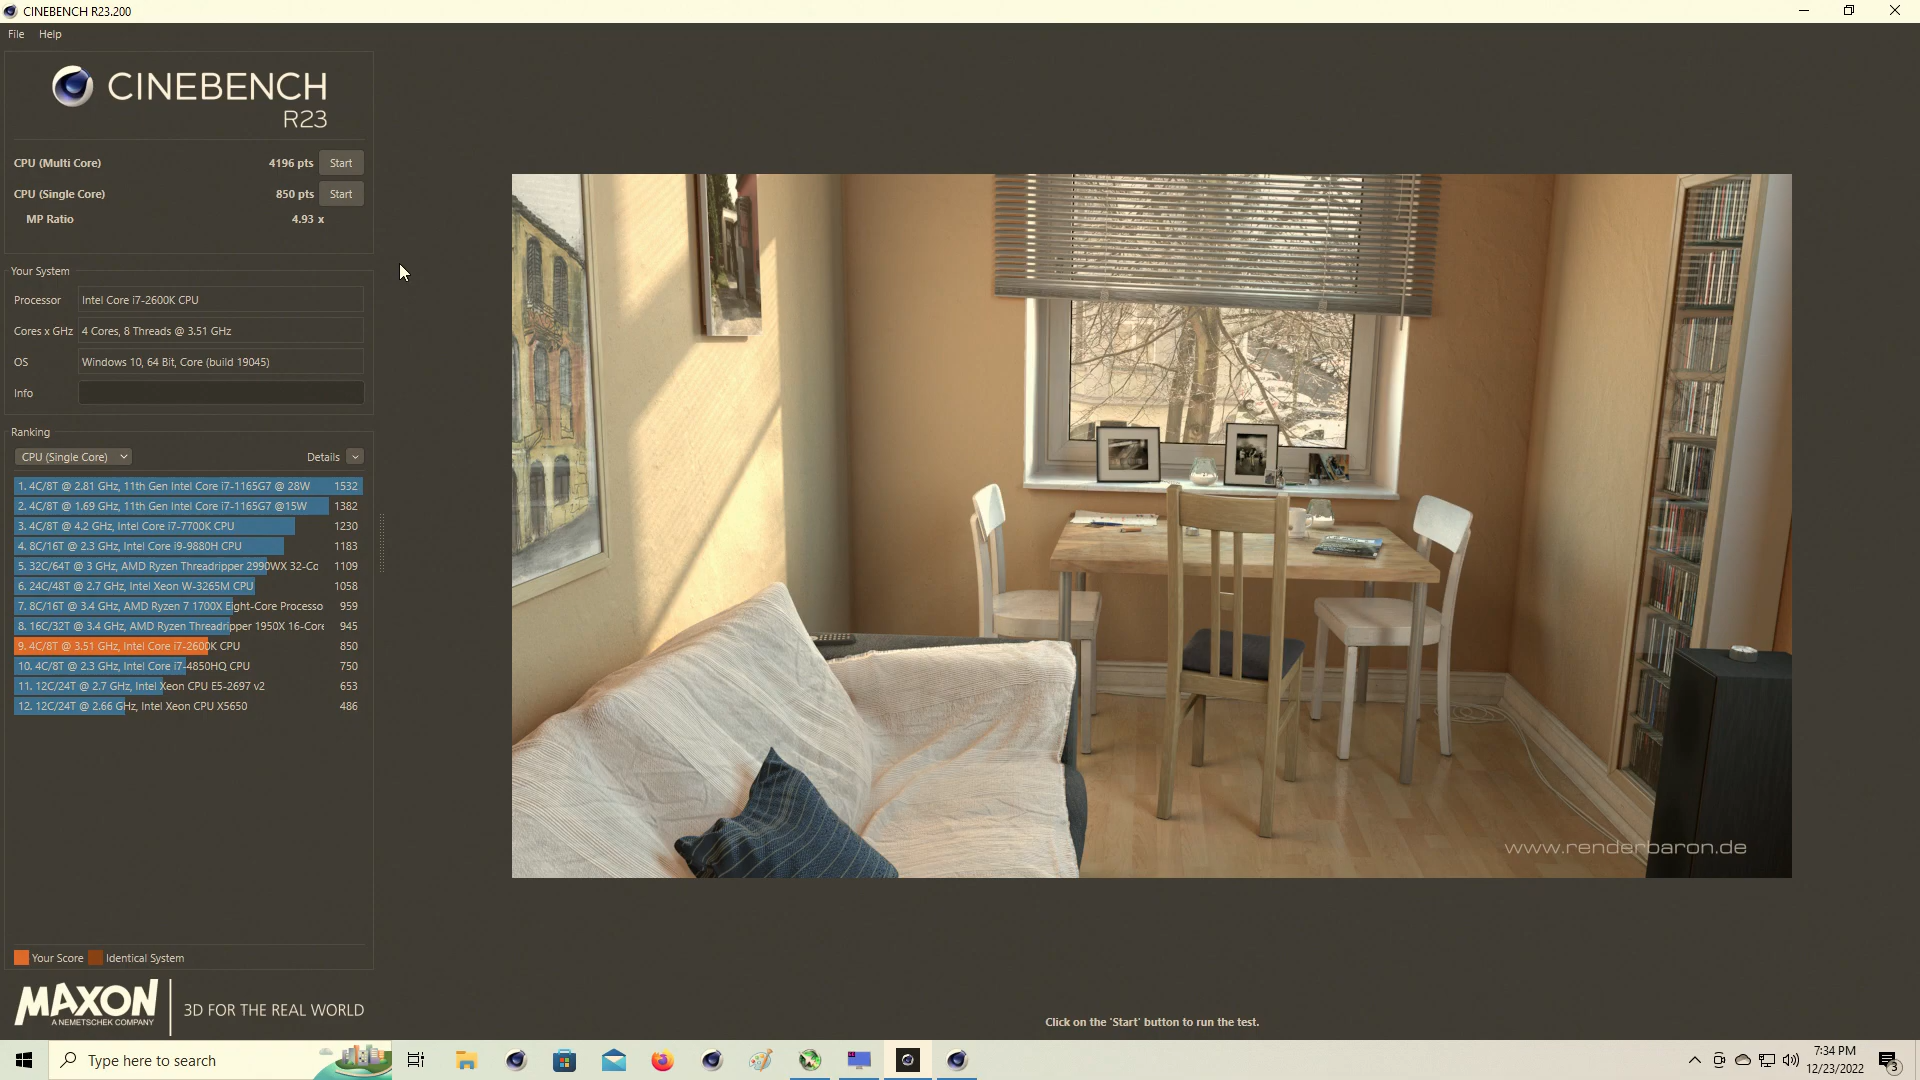 CINEBENCH R23.200
File Help
CINEBENCH
R23
CPU (Multi Core) 4196 pts Start
CPU (Single Core) 850 pts Start
MP Ratio 4.93 x
Your System
Processor Intel Core i7-2600K CPU
Cores x GHz 4 Cores, 8 Threads @ 3.51 GHz
OS Windows 10, 64 Bit, Core (build 19045)
Info
Ranking
CPU (Single Core) Details
1. 4C/8T @ 2.81 GHz, 11th Gen Intel Core i7-1165G7 @ 28W 1532
2. 4C/8T @ 1.69 GHz, 11th Gen Intel Core i7-1165G7 @15W 1382
3. 4C/8T @ 4.2 GHz, Intel Core i7-7700K CPU 1230
4. 8C/16T @ 2.3 GHz, Intel Core i9-9880H CPU 1183
5. 32C/64T @ 3 GHz, AMD Ryzen Threadripper 2990WX 32-Co 1109
6. 24C/48T @ 2.7 GHz, Intel Xeon W-3265M CPU 1058
7. 8C/16T @ 3.4 GHz, AMD Ryzen 7 1700X Eight-Core Processo 959
8. 16C/32T @ 3.4 GHz, AMD Ryzen Threadripper 1950X 16-Core 945
9. 4C/8T @ 3.51 GHz, Intel Core i7-2600K CPU 850
10. 4C/8T @ 2.3 GHz, Intel Core i7-4850HQ CPU 750
11. 12C/24T @ 2.7 GHz, Intel Xeon CPU E5-2697 v2 653
12. 12C/24T @ 2.66 GHz, Intel Xeon CPU X5650 486
Your Score Identical System
MAXON
A NEMETSCHEK COMPANY
3D FOR THE REAL WORLD
www.renderbaron.de
Click on the 'Start' button to run the test.
Type here to search
7:34 PM
12/23/2022
3